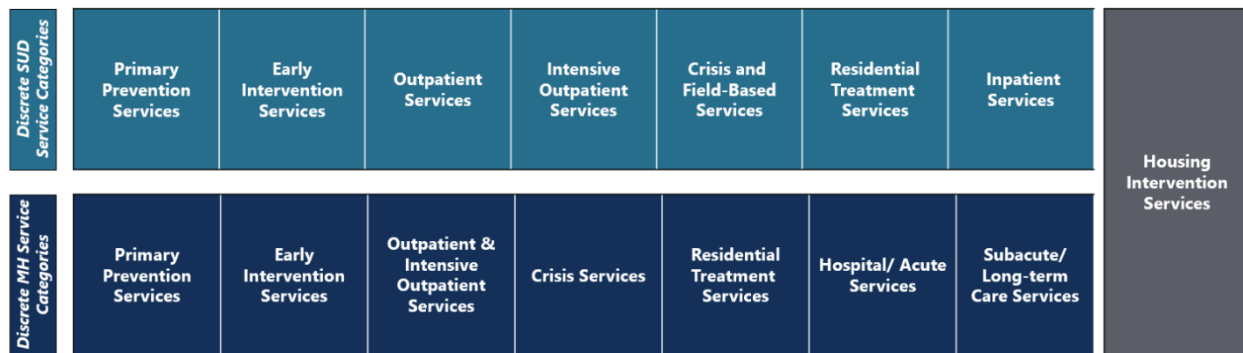 Discrete SUD
Service Categories
Primary
Prevention
Services
Early
Intervention
Services
Outpatient
Services
Intensive
Outpatient
Services
Crisis and
Field-Based
Services
Residential
Treatment
Services
Inpatient
Services
Housing
Intervention
Services
Discrete MH Service
Categories
Primary
Prevention
Services
Early
Intervention
Services
Outpatient &
Intensive
Outpatient
Services
Crisis Services
Residential
Treatment
Services
Hospital/ Acute
Services
Subacute/
Long-term
Care Services